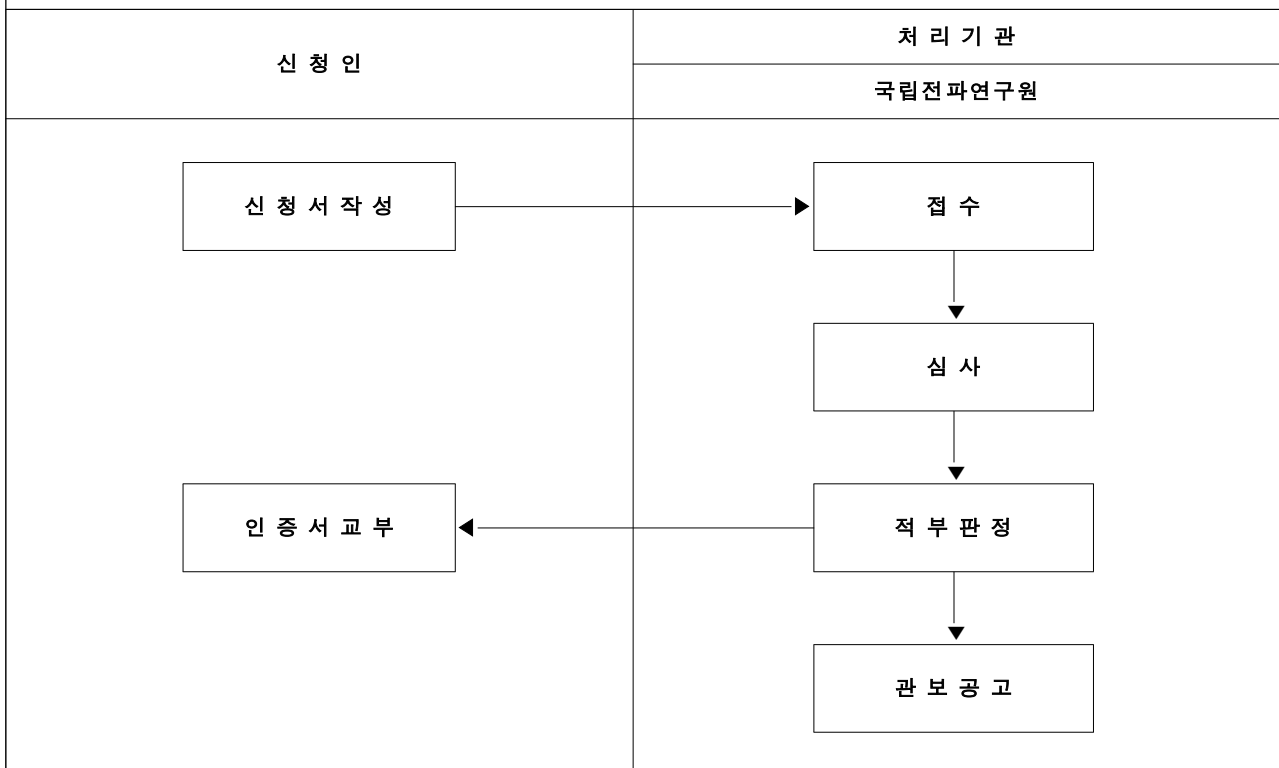 신 청 인
처 리 기 관
국립전파연구원
신 청 서 작 성
접 수
심 사
인 증 서 교 부
적 부 판 정
관 보 공 고